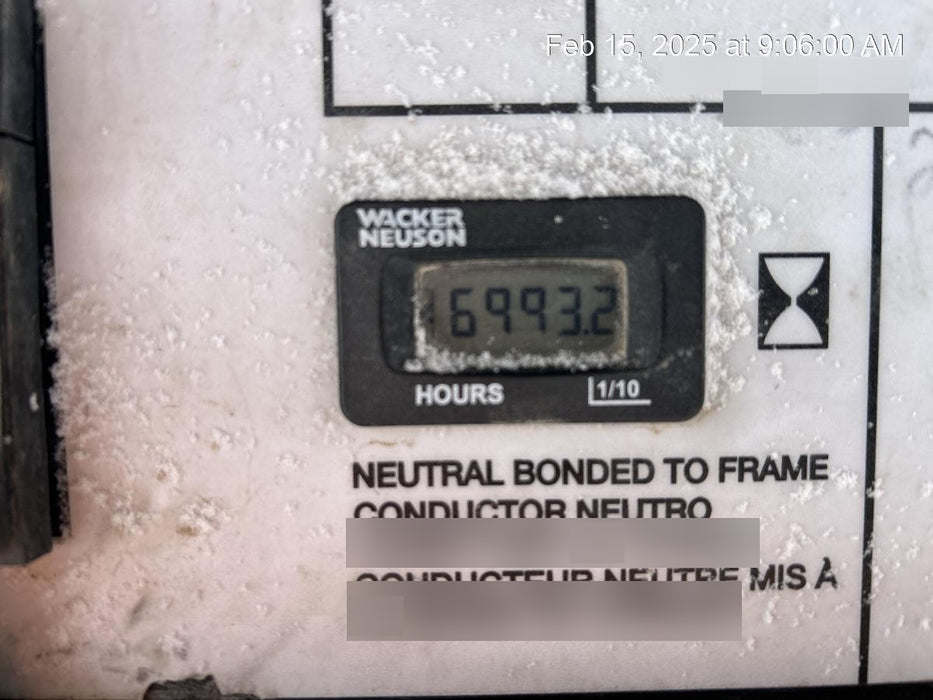 Feb 15, 2025 at 9:06:00 AM
WACKER
NEUSON
6993.2
HOURS 1/10
NEUTRAL BONDED TO FRAME
CONDUCTOR NEUTRO
CONDUCTEUR NEUTRE MIS À